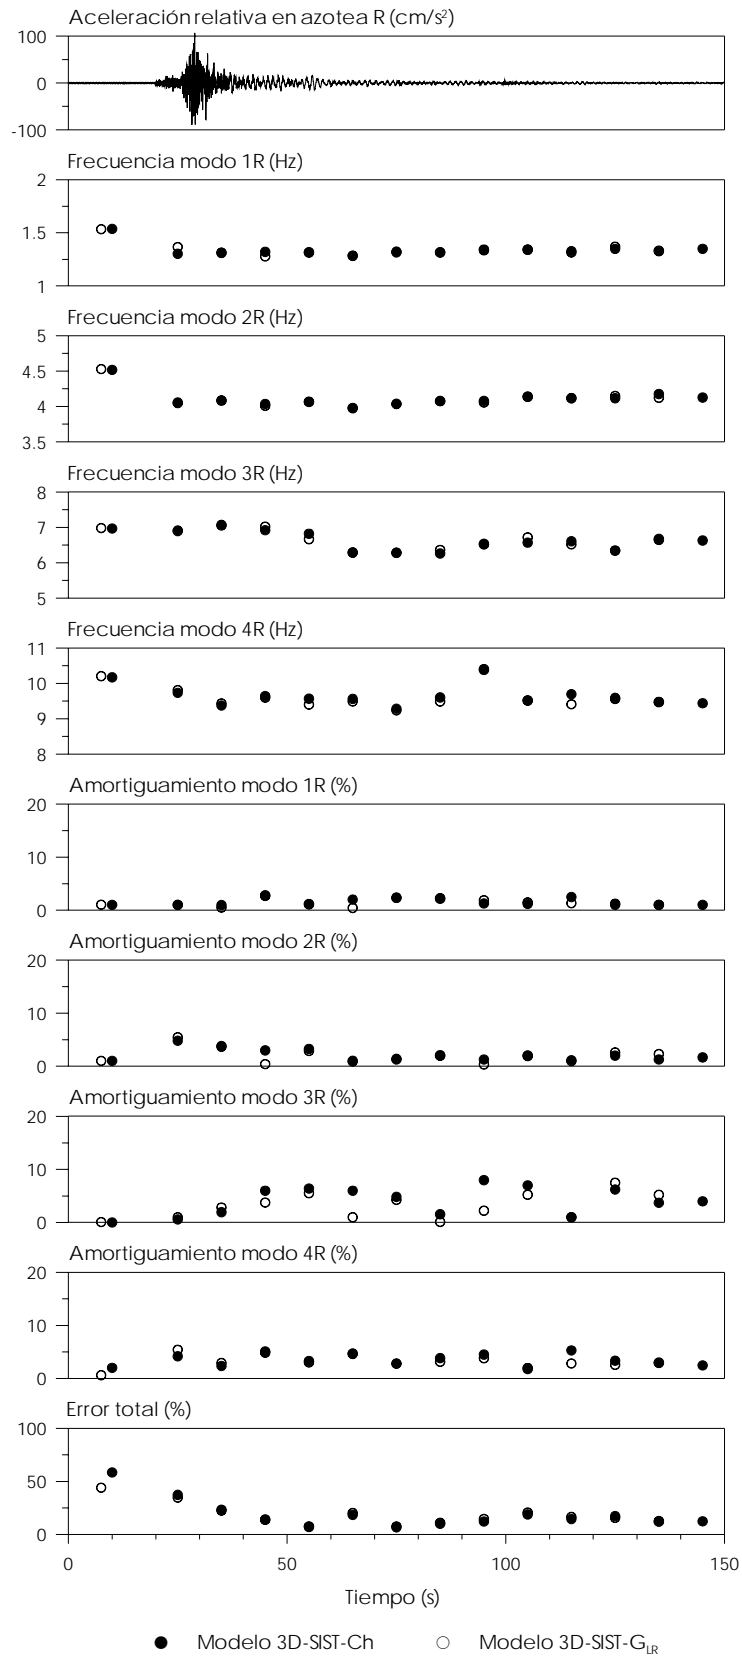 Aceleración relativa en azotea R (cm/s²)
100
0
-100
Frecuencia modo 1R (Hz)
2
1.5
1
Frecuencia modo 2R (Hz)
5
4.5
4
3.5
Frecuencia modo 3R (Hz)
8
7
6
5
Frecuencia modo 4R (Hz)
11
10
9
8
Amortiguamiento modo 1R (%)
20
10
0
Amortiguamiento modo 2R (%)
20
10
0
Amortiguamiento modo 3R (%)
20
10
0
Amortiguamiento modo 4R (%)
20
10
0
Error total (%)
100
50
0
0 50 100 150
Tiempo (s)
Modelo 3D-SIST-Ch Modelo 3D-SIST-G_LR